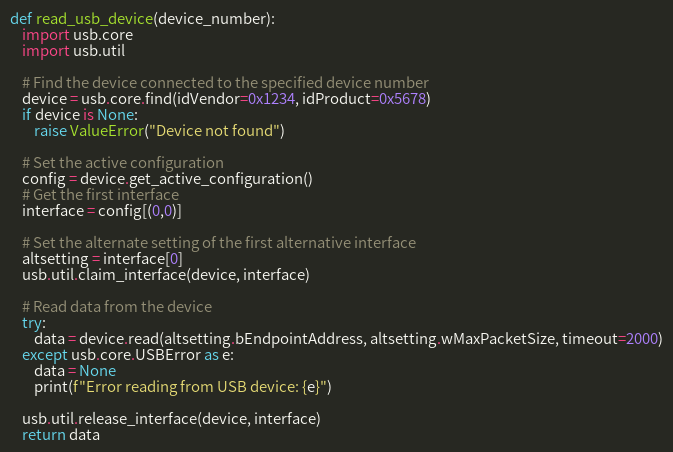 def read_usb_device(device_number):
    import usb.core
    import usb.util

    # Find the device connected to the specified device number
    device = usb.core.find(idVendor=0x1234, idProduct=0x5678)
    if device is None:
        raise ValueError("Device not found")

    # Set the active configuration
    config = device.get_active_configuration()
    # Get the first interface
    interface = config[(0,0)]

    # Set the alternate setting of the first alternative interface
    altsetting = interface[0]
    usb.util.claim_interface(device, interface)

    # Read data from the device
    try:
        data = device.read(altsetting.bEndpointAddress, altsetting.wMaxPacketSize, timeout=2000)
    except usb.core.USBError as e:
        data = None
        print(f"Error reading from USB device: {e}")

    usb.util.release_interface(device, interface)
    return data